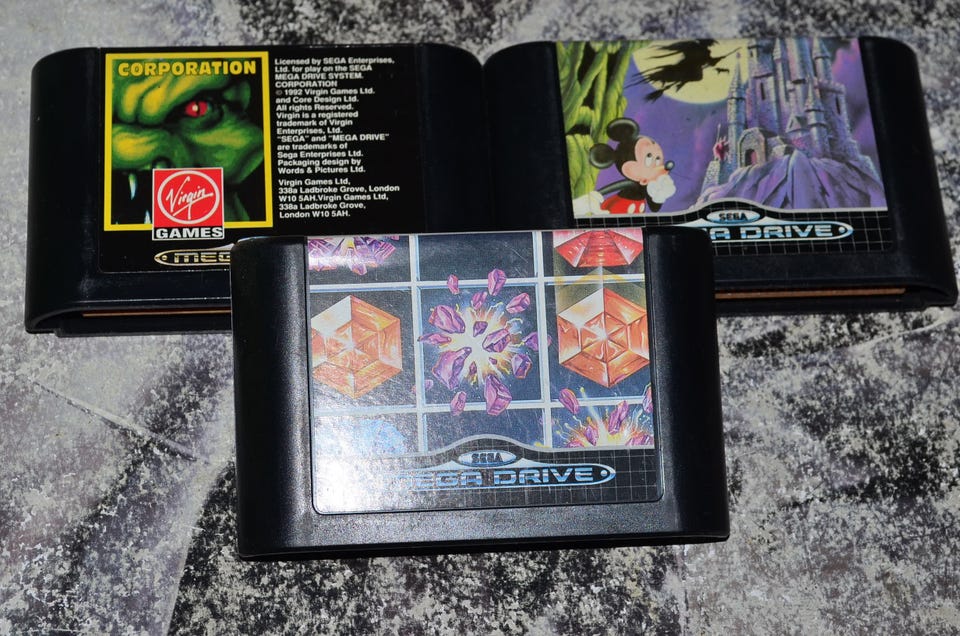 CORPORATION
Licensed by SEGA Enterprises,
Ltd. for play on the SEGA
MEGA DRIVE SYSTEM.
CORPORATION
© 1992 Virgin Games Ltd.
and Core Design Ltd.
All rights Reserved.
Virgin is a registered
trademark of Virgin
Enterprises, Ltd.
"SEGA" and "MEGA DRIVE"
are trademarks of
Sega Enterprises Ltd.
Packaging design by
Words & Pictures Ltd.
Virgin Games Ltd,
338a Ladbroke Grove, London
W10 5AH.Virgin Games Ltd,
338a Ladbroke Grove,
London W10 5AH.
Virgin
GAMES
MEG
SEGA
GA DRIVE
SEGA
MEGA DRIVE